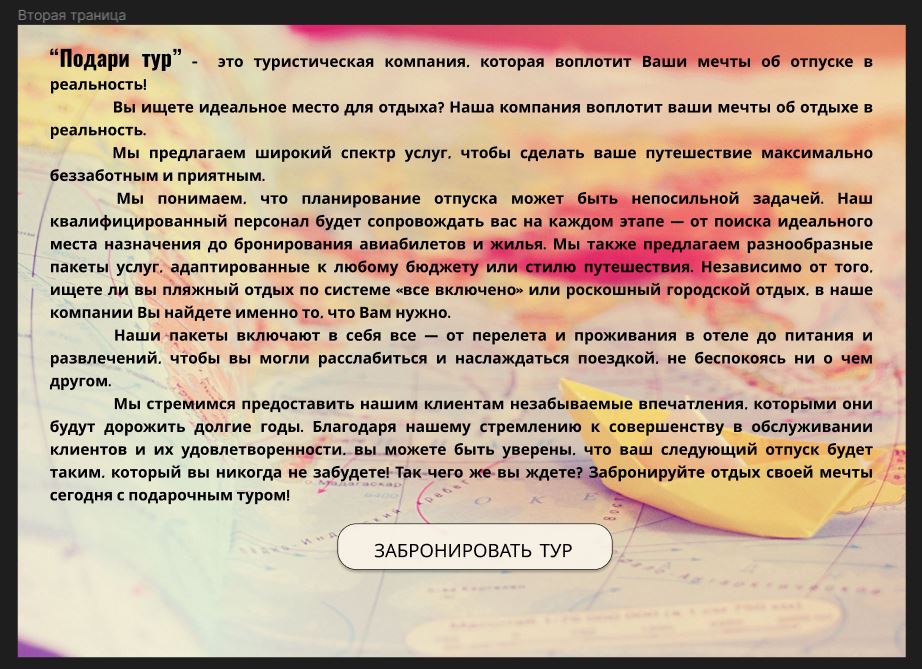 Вторая траница
“Подари тур” - это туристическая компания, которая воплотит Ваши мечты об отпуске в
реальность!
Вы ищете идеальное место для отдыха? Наша компания воплотит ваши мечты об отдыхе в
реальность.
Мы предлагаем широкий спектр услуг, чтобы сделать ваше путешествие максимально
беззаботным и приятным.
Мы понимаем, что планирование отпуска может быть непосильной задачей. Наш
квалифицированный персонал будет сопровождать вас на каждом этапе — от поиска идеального
места назначения до бронирования авиабилетов и жилья. Мы также предлагаем разнообразные
пакеты услуг, адаптированные к любому бюджету или стилю путешествия. Независимо от того,
ищете ли вы пляжный отдых по системе «все включено» или роскошный городской отдых, в наше
компании Вы найдете именно то, что Вам нужно.
Наши пакеты включают в себя все — от перелета и проживания в отеле до питания и
развлечений, чтобы вы могли расслабиться и наслаждаться поездкой, не беспокоясь ни о чем
другом.
Мы стремимся предоставить нашим клиентам незабываемые впечатления, которыми они
будут дорожить долгие годы. Благодаря нашему стремлению к совершенству в обслуживании
клиентов и их удовлетворенности, вы можете быть уверены, что ваш следующий отпуск будет
таким, который вы никогда не забудете! Так чего же вы ждете? Забронируйте отдых своей мечты
сегодня с подарочным туром!
о. Мадагаскар
О К Е
ЗАБРОНИРОВАТЬ ТУР